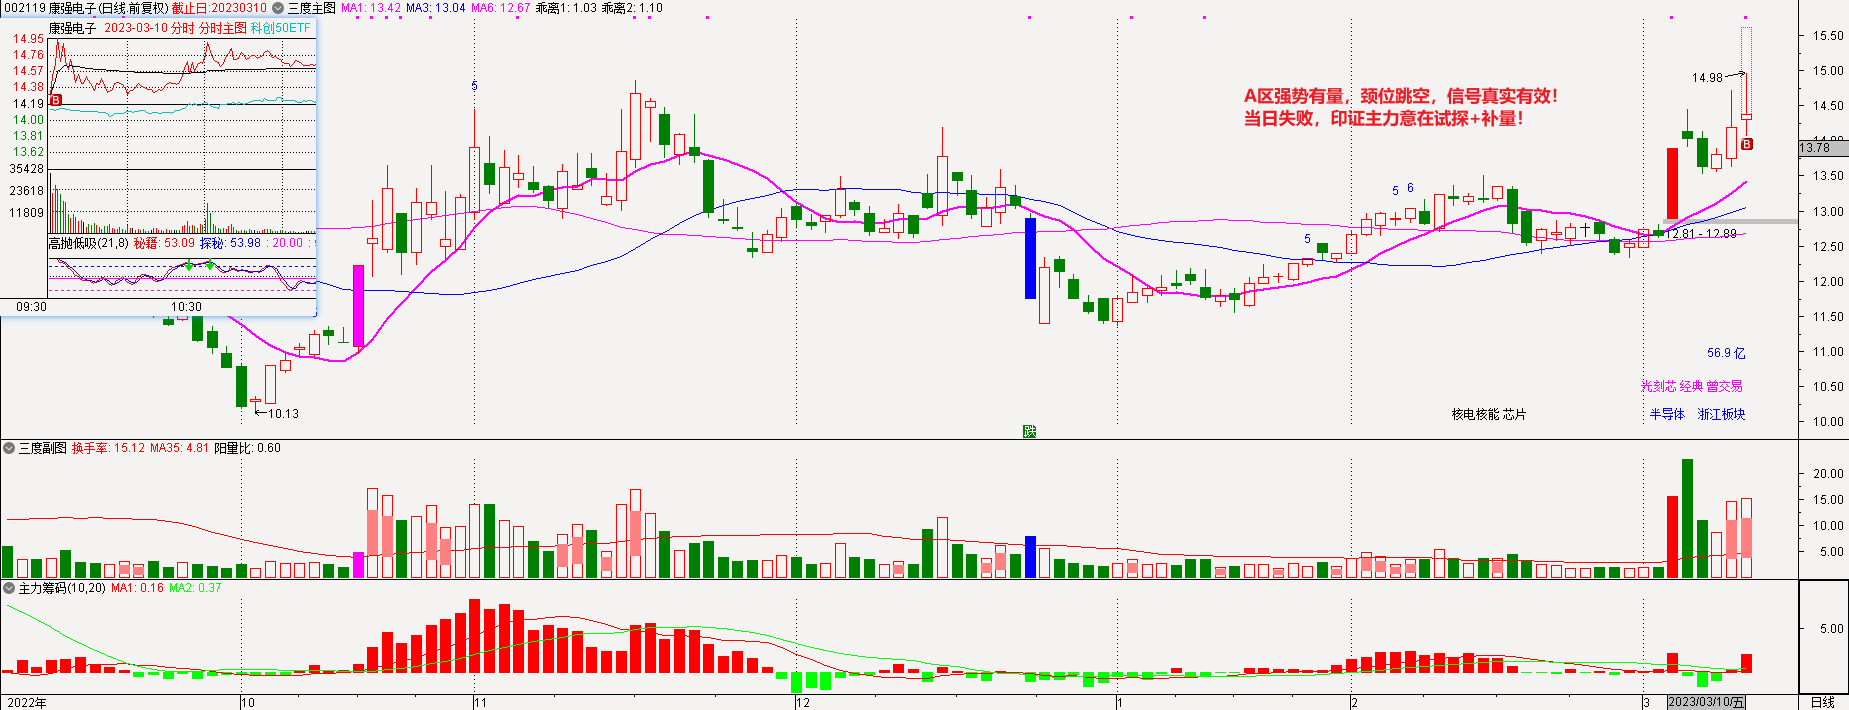 002119 康强电子(日线.前复权) 截止日:20230310 三度主图 MA1: 13.42 MA3: 13.04 MA6: 12.67 乖离1: 1.03 乖离2: 1.10
康强电子 2023-03-10 分时 分时主图 科创50ETF
14.95
14.76
14.57
14.38
14.19
14.00
13.81
13.62
B
35428
23618
11809
高抛低吸(21,8) 秘籍: 53.09 探秘: 53.98 : 20.00 :
09:30 10:30
5
A区强势有量，颈位跳空，信号真实有效！
当日失败，印证主力意在试探+补量！
14.98
B
5
5 6
12.81 - 12.89
10.13
跌
56.9 亿
光刻芯 经典 曾交易
核电核能 芯片
半导体 浙江板块
15.50
15.00
14.50
14.00
13.78
13.50
13.00
12.50
12.00
11.50
11.00
10.50
10.00
三度副图 换手率: 15.12 MA35: 4.81 阳量比: 0.60
20.00
15.00
10.00
5.00
主力筹码(10,20) MA1: 0.16 MA2: 0.37
5.00
2022年 10 11 12 1 2 3 2023/03/10/五 日线